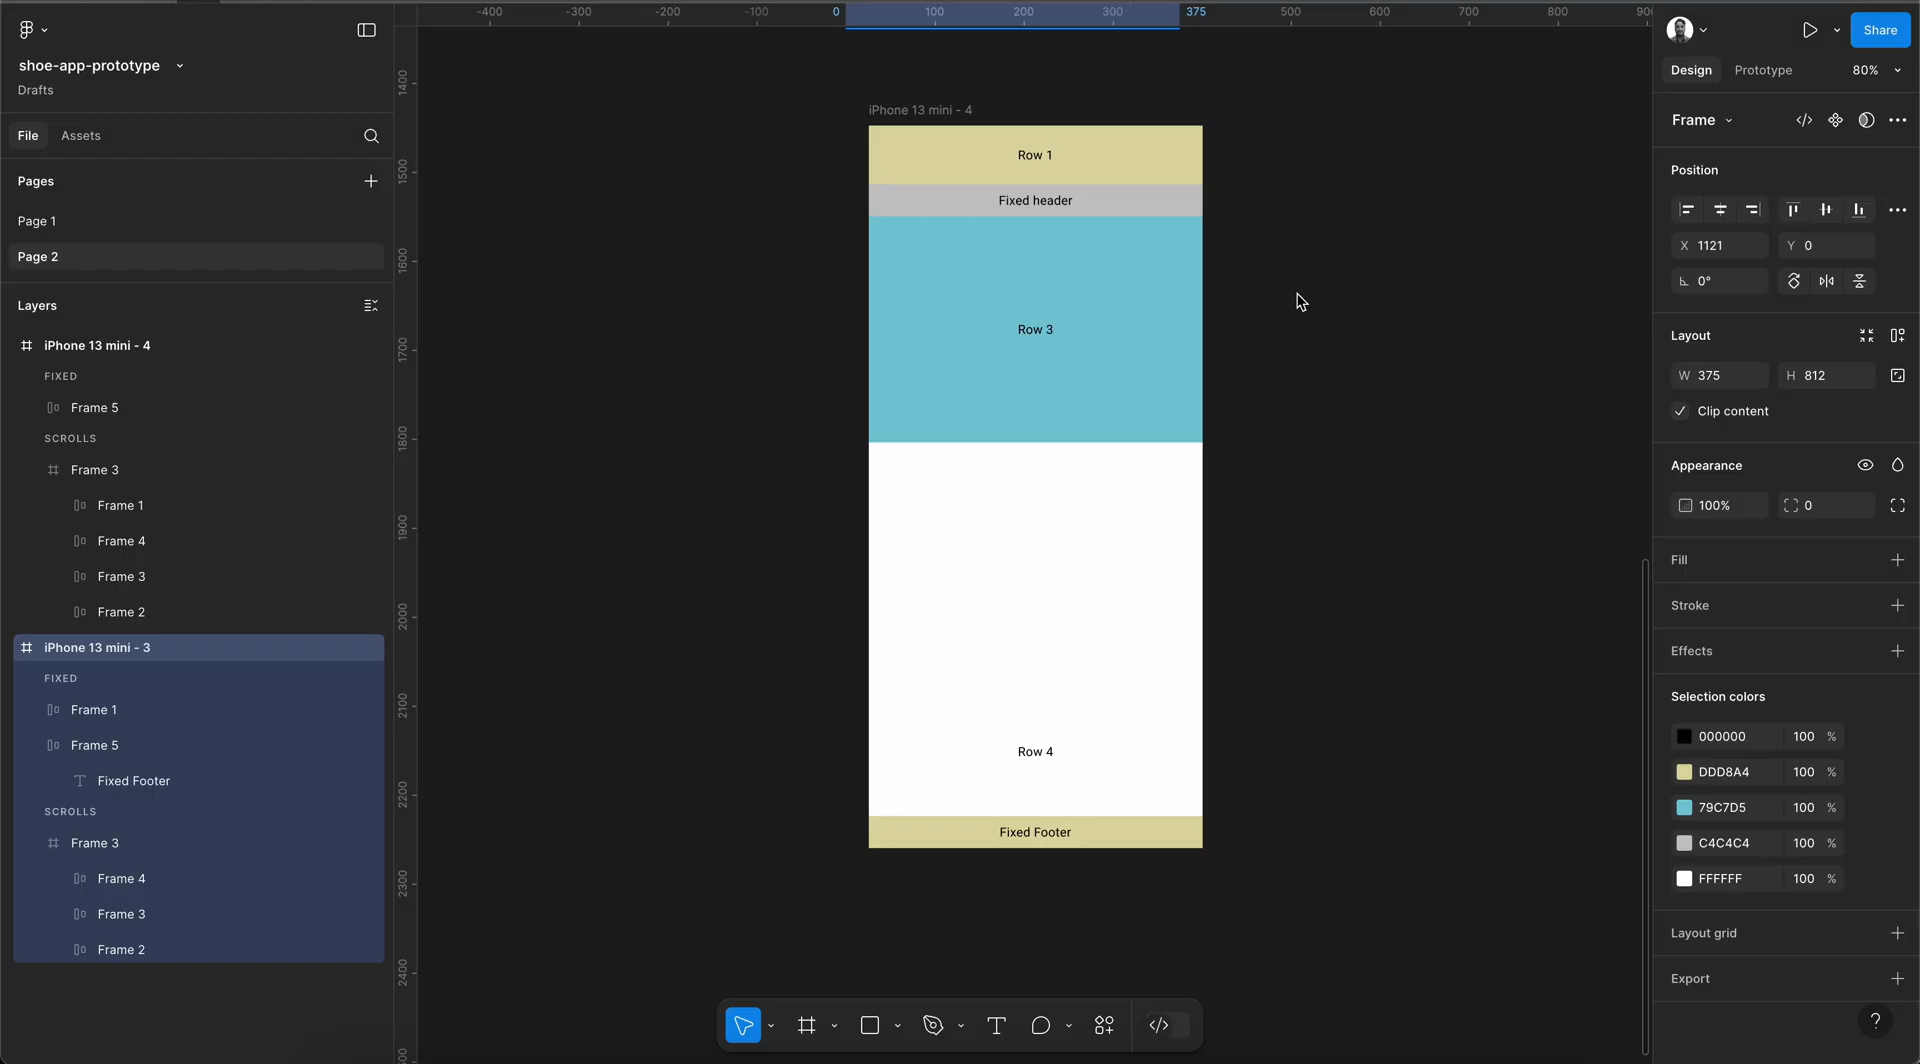 -400 -300 -200 -100 0 100 200 300 375 500 600 700 800 900
shoe-app-prototype
Drafts
File Assets
Pages
Page 1
Page 2
Layers
iPhone 13 mini - 4
FIXED
Frame 5
SCROLLS
Frame 3
Frame 1
Frame 4
Frame 3
Frame 2
iPhone 13 mini - 3
FIXED
Frame 1
Frame 5
Fixed Footer
SCROLLS
Frame 3
Frame 4
Frame 3
Frame 2
1400
1500
1600
1700
1800
1900
2000
2100
2200
2300
2400
iPhone 13 mini - 4
Row 1
Fixed header
Row 3
Row 4
Fixed Footer
Share
Design Prototype 80%
Frame
Position
X 1121 Y 0
0°
Layout
W 375 H 812
Clip content
Appearance
100% 0
Fill
Stroke
Effects
Selection colors
000000 100 %
DDD8A4 100 %
79C7D5 100 %
C4C4C4 100 %
FFFFFF 100 %
Layout grid
Export
?